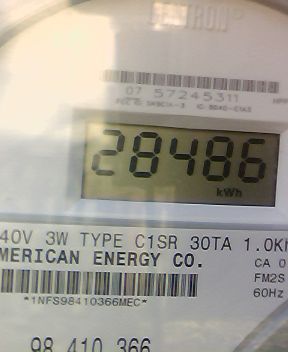 CENTRON®
07 57245311
28486
kWh
40V 3W TYPE C1SR 30TA 1.0K
MERICAN ENERGY CO.
CA 0
FM2S
60Hz
*1NFS98410366MEC*
98 410 366